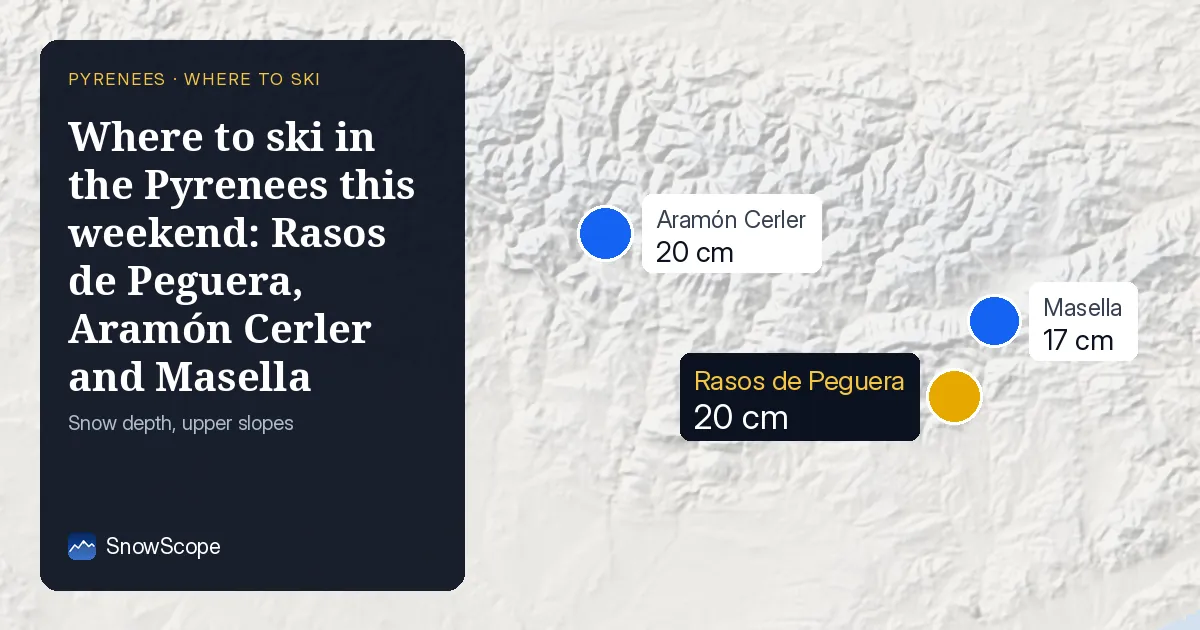 PYRENEES · WHERE TO SKI
Where to ski in
the Pyrenees this
weekend: Rasos
de Peguera,
Aramón Cerler
and Masella
Snow depth, upper slopes
SnowScope
Aramón Cerler
20 cm
Masella
17 cm
Rasos de Peguera
20 cm